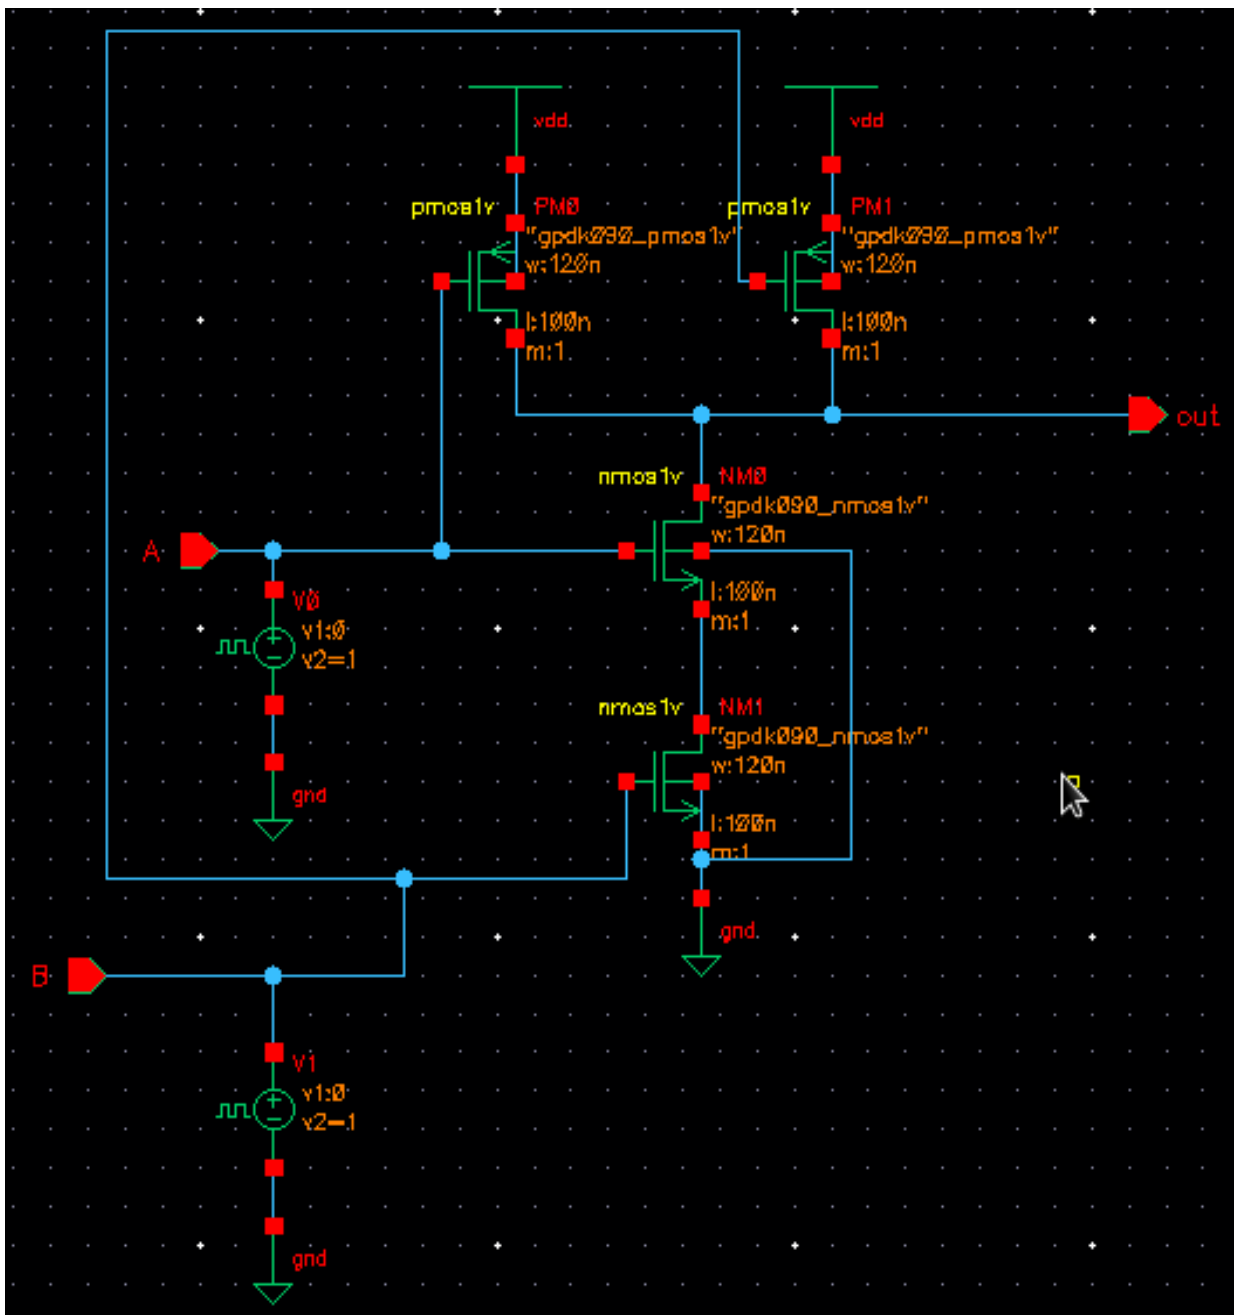 vdd
vdd
pmos1v PM0
"gpdk090_pmos1v"
w:120n
l:100n
m:1
pmos1v PM1
"gpdk090_pmos1v"
w:120n
l:100n
m:1
out
nmos1v NM0
"gpdk090_nmos1v"
w:120n
l:100n
m:1
A
V0
v1:0
v2=1
gnd
nmos1v NM1
"gpdk090_nmos1v"
w:120n
l:100n
m:1
gnd
B
V1
v1:0
v2=1
gnd